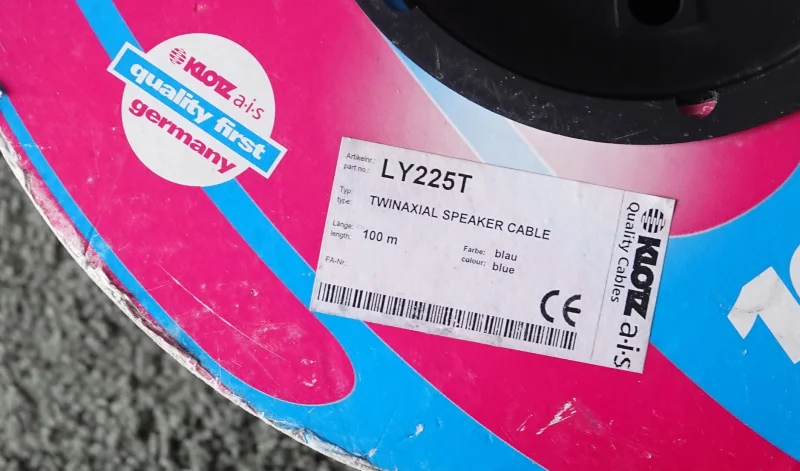 KLOTZ a·i·s
quality first
germany
Artikelnr.:
part no.: LY225T
Typ:
type: TWINAXIAL SPEAKER CABLE
Länge:
length: 100 m
Farbe: blau
colour: blue
FA-Nr.:
CE
KLOTZ a·i·s
Quality Cables